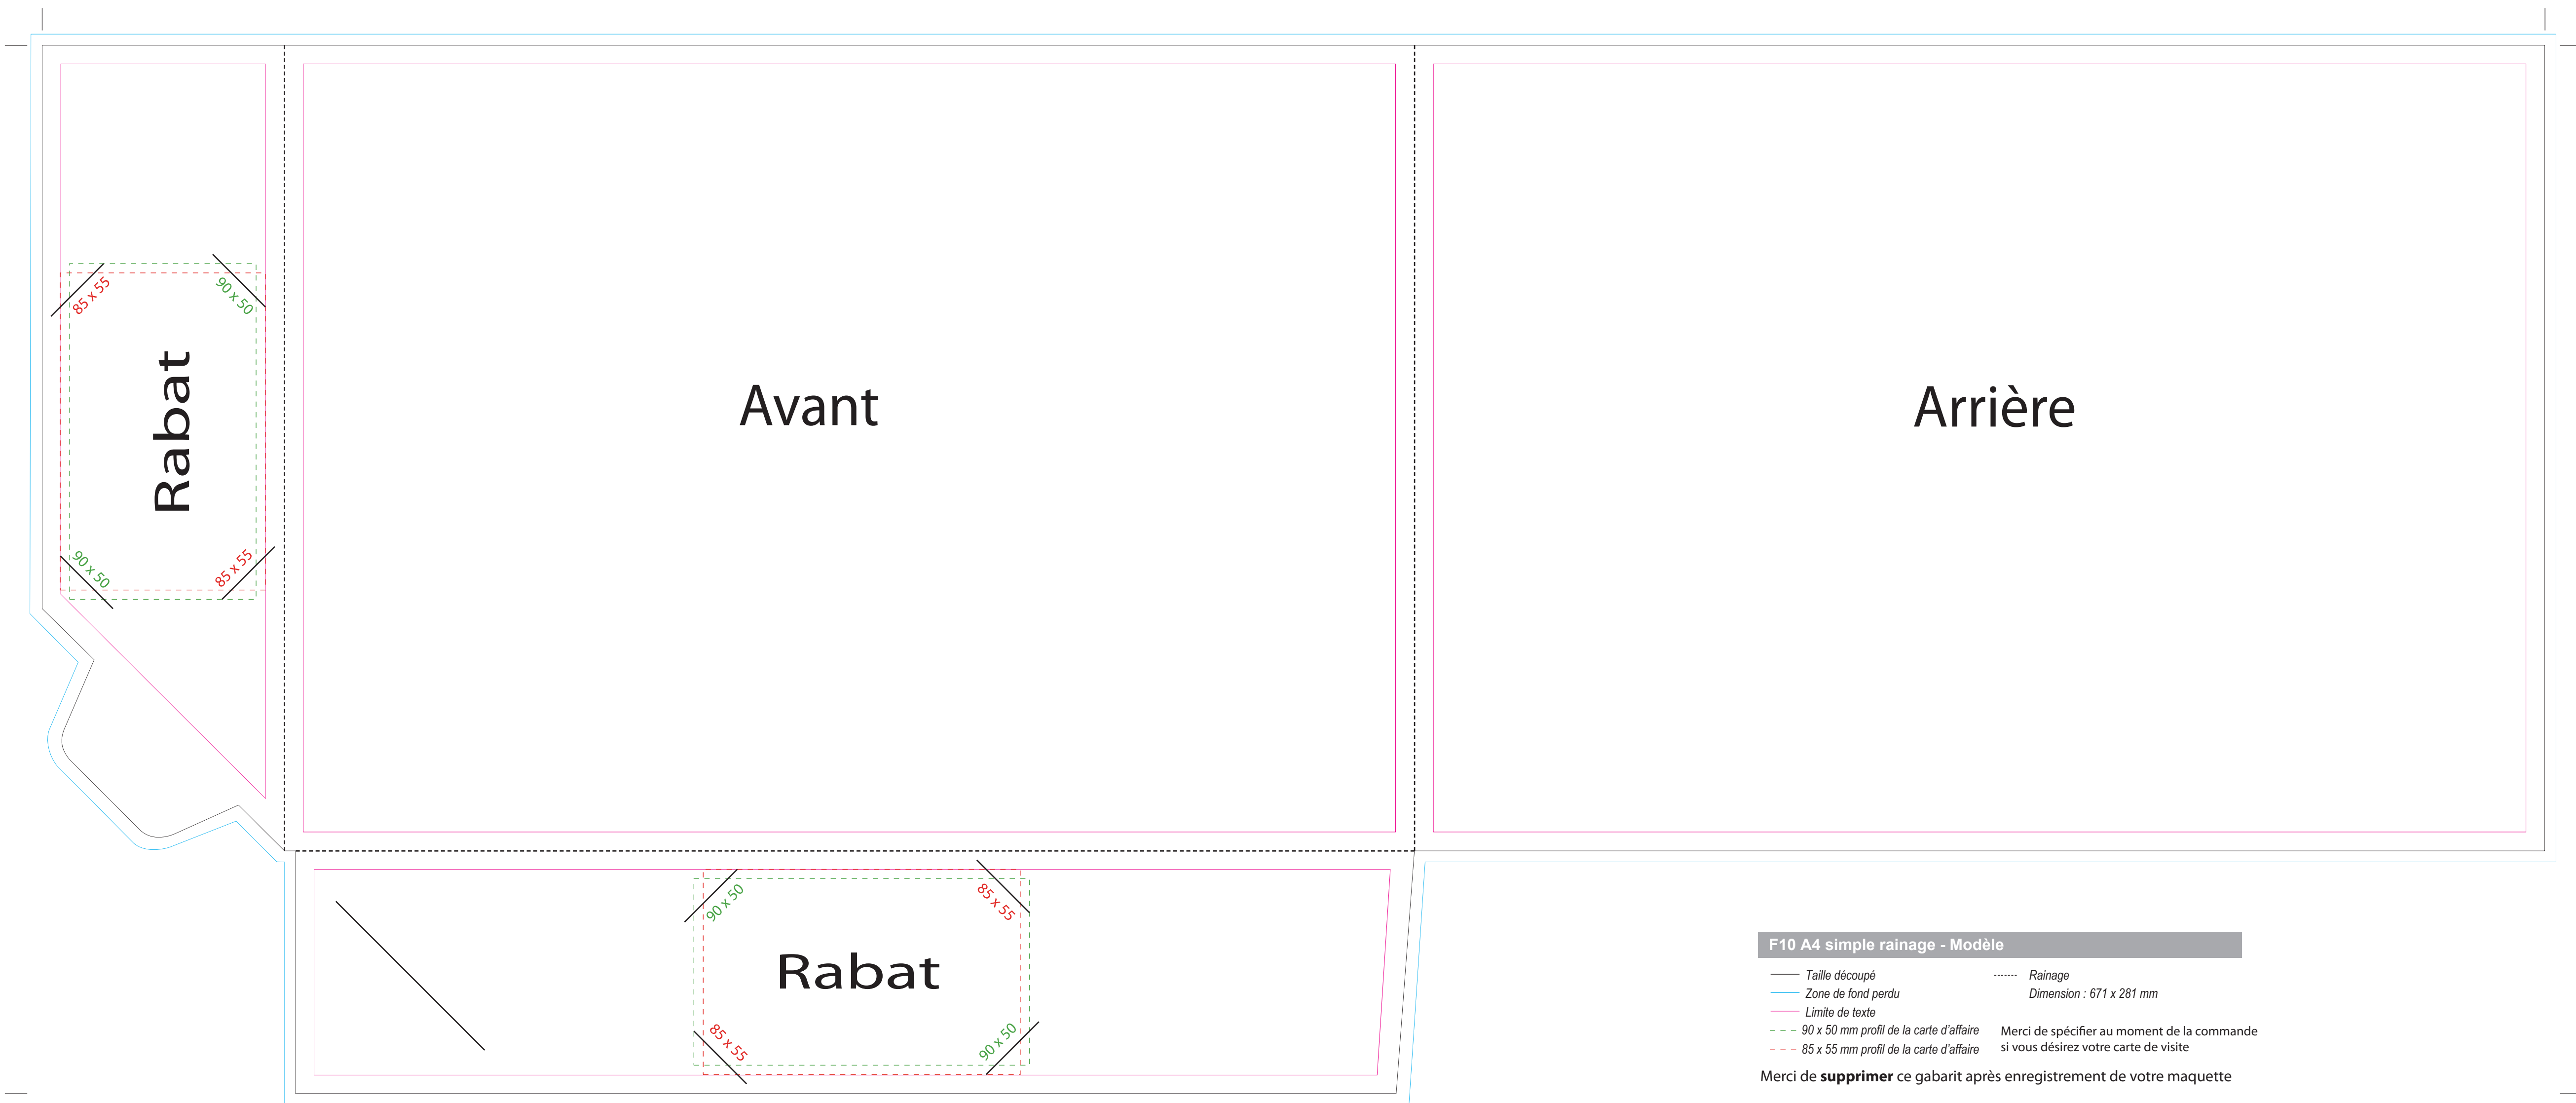 85 x 55
90 x 50
Rabat
90 x 50
85 x 55
Avant
Arrière
90 x 50
85 x 55
Rabat
85 x 55
90 x 50
F10 A4 simple rainage - Modèle
Taille découpé
Zone de fond perdu
Limite de texte
90 x 50 mm profil de la carte d'affaire
85 x 55 mm profil de la carte d'affaire
Rainage
Dimension : 671 x 281 mm
Merci de spécifier au moment de la commande
si vous désirez votre carte de visite
Merci de supprimer ce gabarit après enregistrement de votre maquette